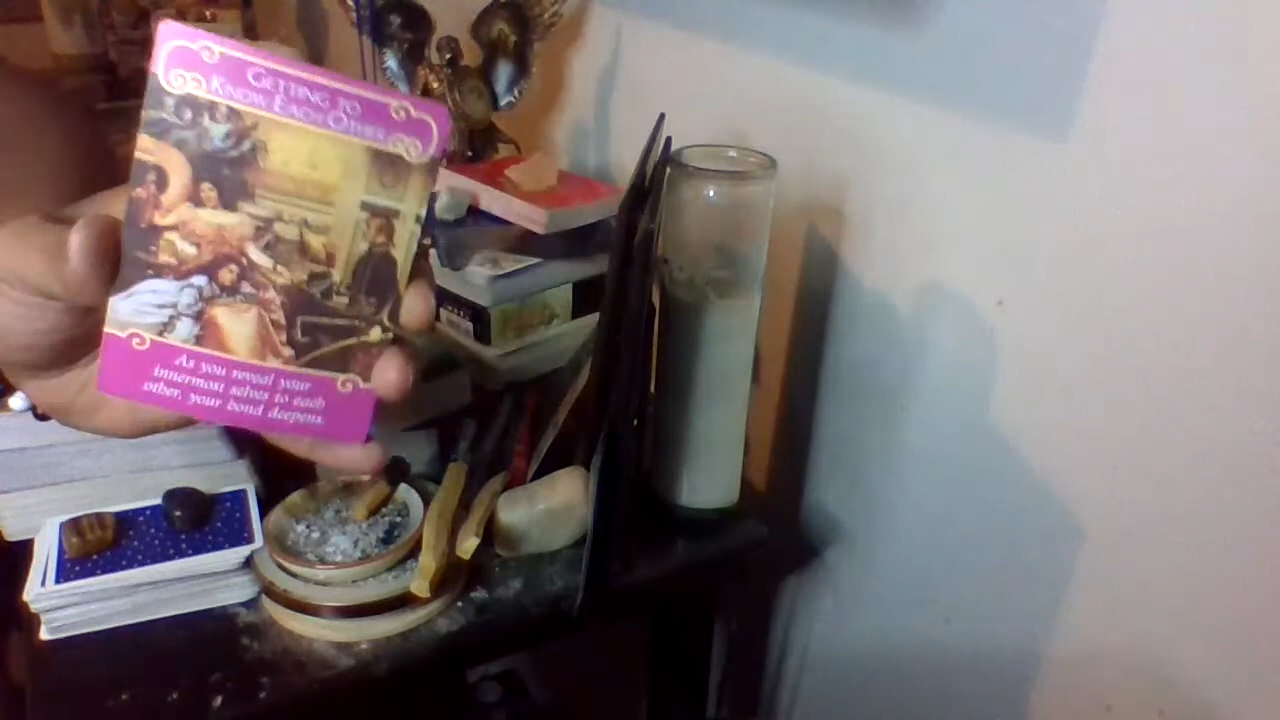 Getting to
Know Each Other
As you reveal your
innermost selves to each
other, your bond deepens.